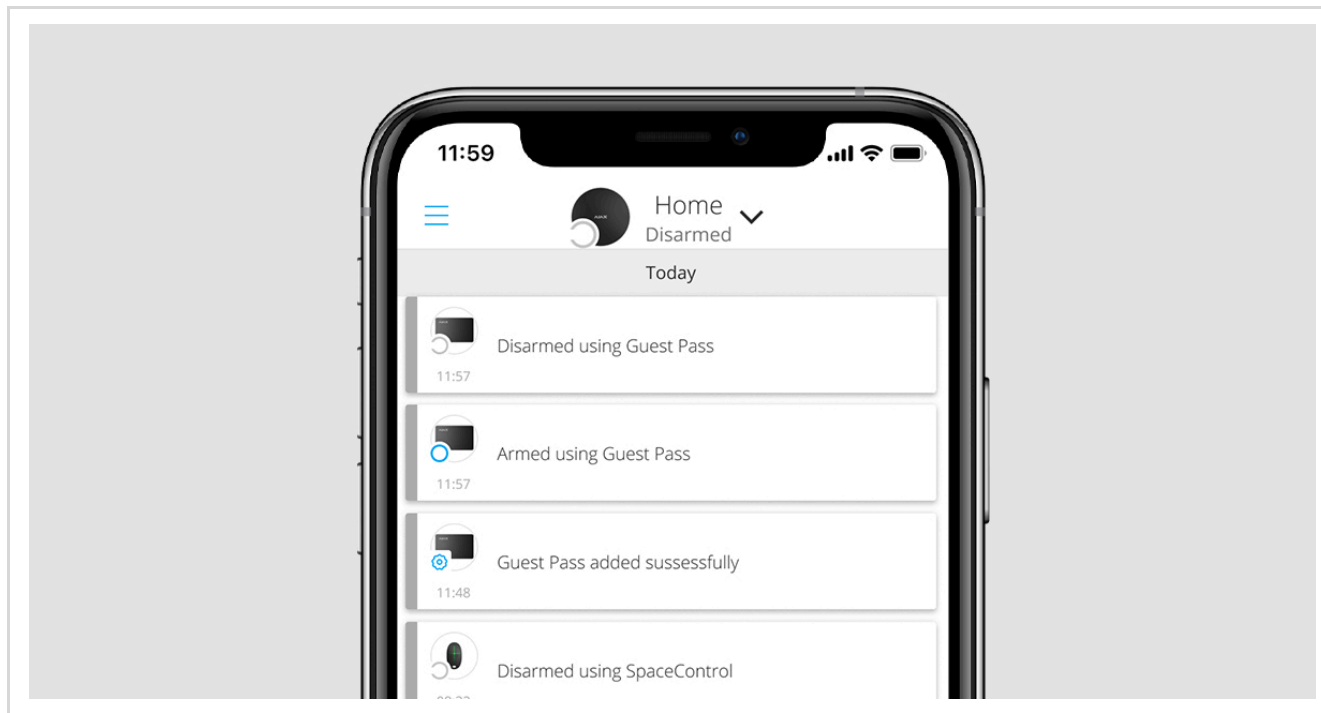 11:59
Home
Disarmed
Today
Disarmed using Guest Pass
11:57
Armed using Guest Pass
11:57
Guest Pass added sussessfully
11:48
Disarmed using SpaceControl